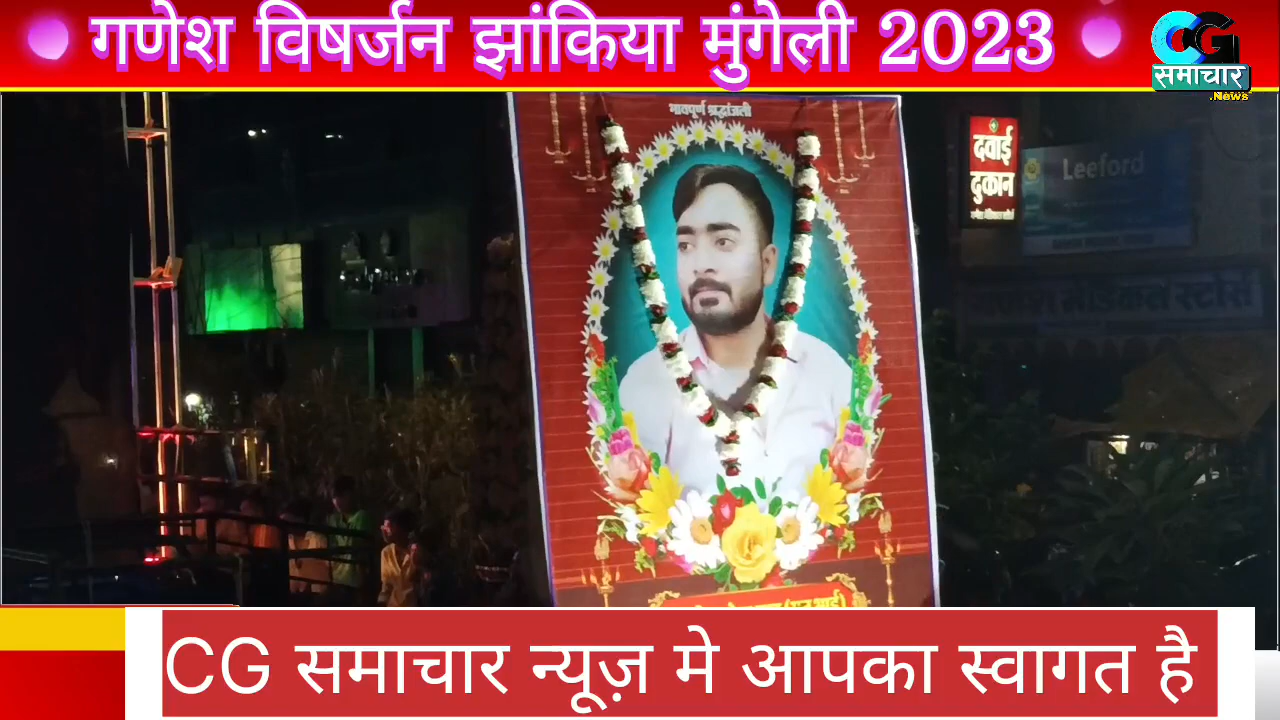 गणेश विषर्जन झांकिया मुंगेली 2023
CG
समाचार
.News
भावपूर्ण श्रद्धांजली
दवाई
दुकान
Leeford
CG समाचार न्यूज़ मे आपका स्वागत है